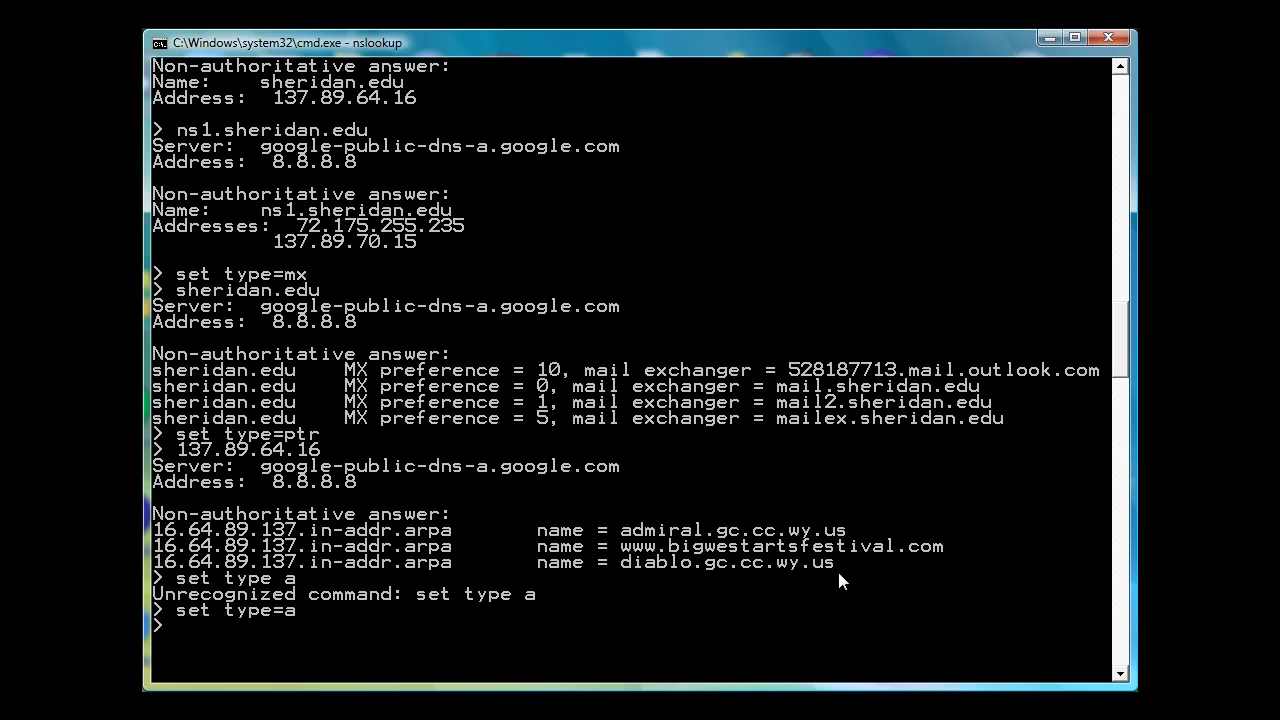 C:\Windows\system32\cmd.exe - nslookup
Non-authoritative answer:
Name:    sheridan.edu
Address:  137.89.64.16
> ns1.sheridan.edu
Server:  google-public-dns-a.google.com
Address:  8.8.8.8
Non-authoritative answer:
Name:    ns1.sheridan.edu
Addresses:  72.175.255.235
137.89.70.15
> set type=mx
> sheridan.edu
Server:  google-public-dns-a.google.com
Address:  8.8.8.8
Non-authoritative answer:
sheridan.edu    MX preference = 10, mail exchanger = 528187713.mail.outlook.com
sheridan.edu    MX preference = 0, mail exchanger = mail.sheridan.edu
sheridan.edu    MX preference = 1, mail exchanger = mail2.sheridan.edu
sheridan.edu    MX preference = 5, mail exchanger = mailex.sheridan.edu
> set type=ptr
> 137.89.64.16
Server:  google-public-dns-a.google.com
Address:  8.8.8.8
Non-authoritative answer:
16.64.89.137.in-addr.arpa       name = admiral.gc.cc.wy.us
16.64.89.137.in-addr.arpa       name = www.bigwestartsfestival.com
16.64.89.137.in-addr.arpa       name = diablo.gc.cc.wy.us
> set type a
Unrecognized command: set type a
> set type=a
>